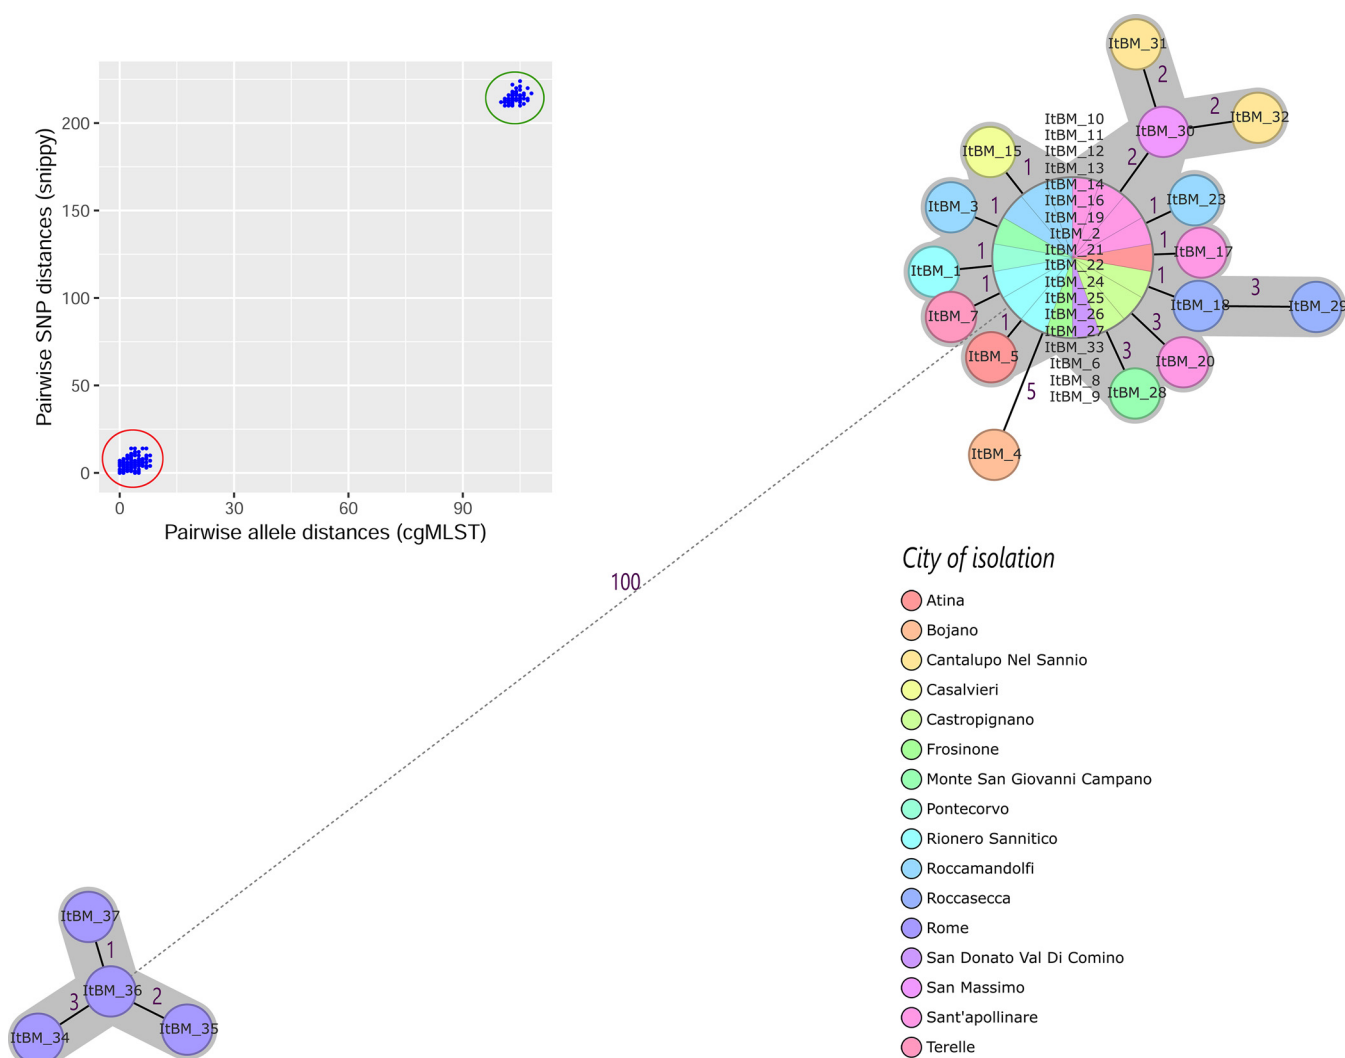 Pairwise SNP distances (snippy)
200
150
100
50
0
0 30 60 90
Pairwise allele distances (cgMLST)
ItBM_31
2
2
ItBM_32
ItBM_30
2
ItBM_10
ItBM_11
ItBM_12
ItBM_13
ItBM_14
ItBM_16
ItBM_19
ItBM_2
ItBM_21
ItBM_22
ItBM_24
ItBM_25
ItBM_26
ItBM_27
ItBM_33
ItBM_6
ItBM_8
ItBM_9
ItBM_15
1
ItBM_3
1
ItBM_1
1
ItBM_7
1
ItBM_5
1
ItBM_4
5
1
ItBM_23
1
ItBM_17
1
ItBM_18
3
ItBM_29
3
ItBM_20
3
ItBM_28
100
ItBM_37
1
ItBM_36
3
2
ItBM_34
ItBM_35
City of isolation
Atina
Bojano
Cantalupo Nel Sannio
Casalvieri
Castropignano
Frosinone
Monte San Giovanni Campano
Pontecorvo
Rionero Sannitico
Roccamandolfi
Roccasecca
Rome
San Donato Val Di Comino
San Massimo
Sant'apollinare
Terelle